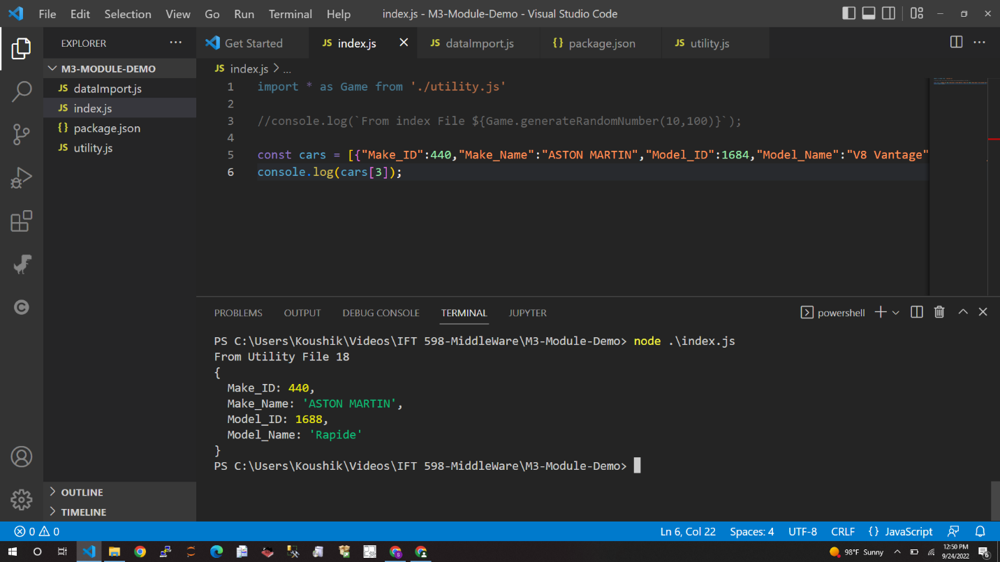 File Edit Selection View Go Run Terminal Help index.js - M3-Module-Demo - Visual Studio Code
EXPLORER ···
Get Started JS index.js JS dataImport.js {} package.json JS utility.js
M3-MODULE-DEMO
JS dataImport.js
JS index.js
{} package.json
JS utility.js
JS index.js > ...
1 import * as Game from './utility.js'
2
3 //console.log(`From index File ${Game.generateRandomNumber(10,100)}`);
4
5 const cars = [{"Make_ID":440,"Make_Name":"ASTON MARTIN","Model_ID":1684,"Model_Name":"V8 Vantage"
6 console.log(cars[3]);
PROBLEMS OUTPUT DEBUG CONSOLE TERMINAL JUPYTER powershell
PS C:\Users\Koushik\Videos\IFT 598-MiddleWare\M3-Module-Demo> node .\index.js
From Utility File 18
{
  Make_ID: 440,
  Make_Name: 'ASTON MARTIN',
  Model_ID: 1688,
  Model_Name: 'Rapide'
}
PS C:\Users\Koushik\Videos\IFT 598-MiddleWare\M3-Module-Demo>
OUTLINE
TIMELINE
0 0 Ln 6, Col 22 Spaces: 4 UTF-8 CRLF {} JavaScript
98°F Sunny 12:50 PM
9/24/2022 6